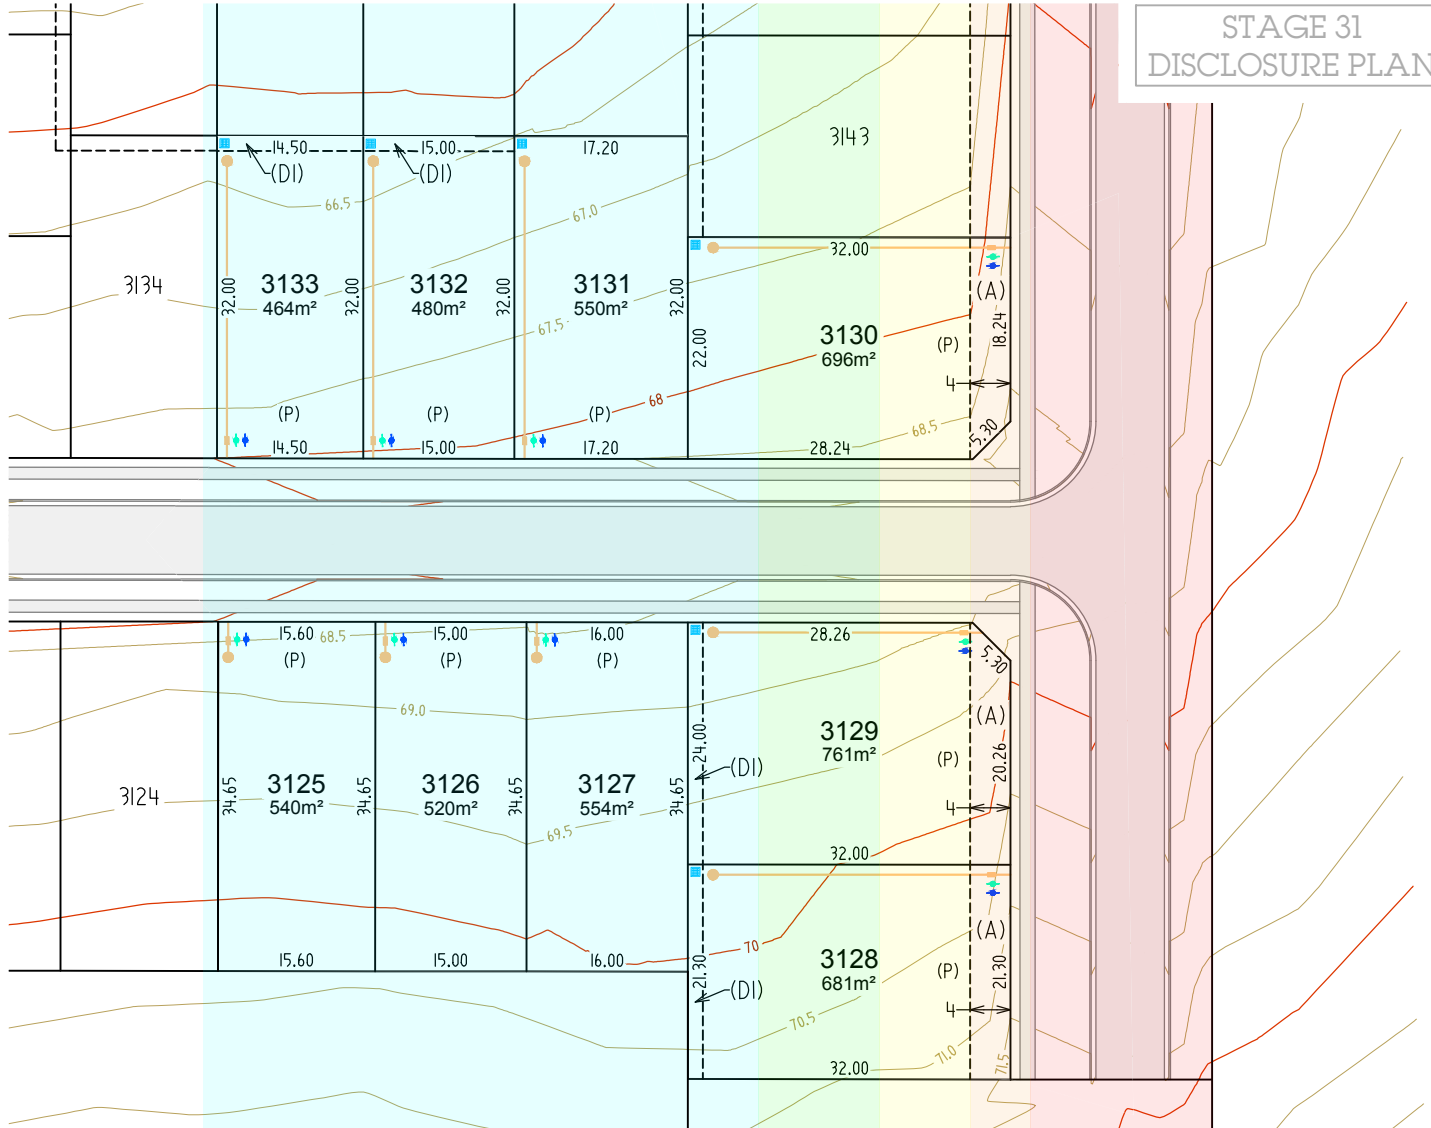 STAGE 31
DISCLOSURE PLAN
3143
14.50
15.00
17.20
(DI)
(DI)
66.5
67.0
32.00
3134
3133
464m²
32.00
32.00
3132
480m²
32.00
3131
550m²
32.00
(A)
18.24
67.5
3130
696m²
22.00
(P)
4
68
(P)
(P)
(P)
68.5
5.30
14.50
15.00
17.20
28.24
15.60
68.5
15.00
16.00
28.26
(P)
(P)
(P)
5.30
69.0
(A)
24.00
3129
761m²
(P)
20.26
(DI)
3124
34.65
3125
540m²
34.65
3126
520m²
34.65
3127
554m²
34.65
4
69.5
32.00
(A)
70
15.60
15.00
16.00
3128
681m²
21.30
(P)
21.30
(DI)
4
70.5
71.0
71.5
32.00